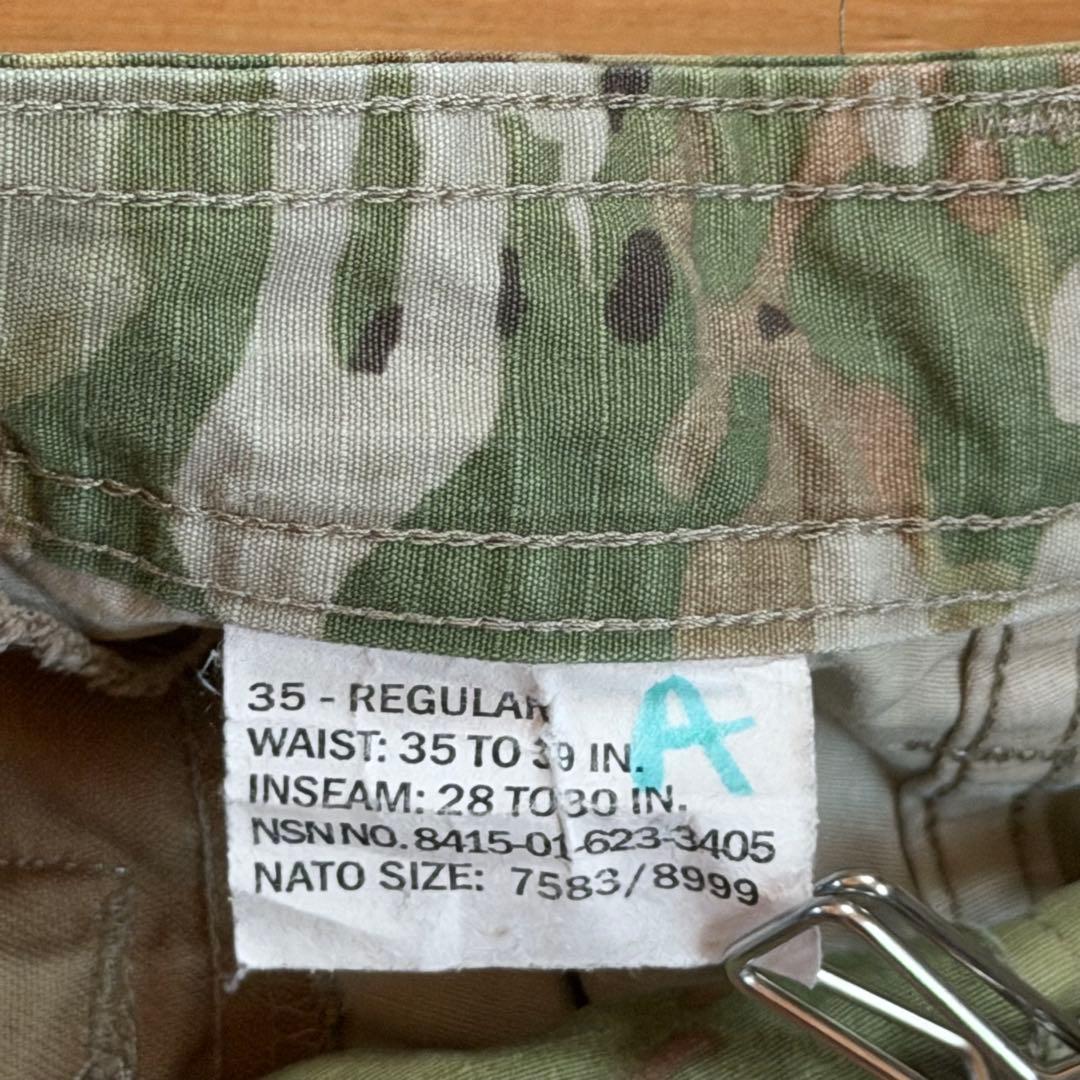 35 - REGULAR
A
WAIST: 35 TO 39 IN.
INSEAM: 28 TO 30 IN.
NSN NO. 8415-01-623-3405
NATO SIZE: 7583/8999